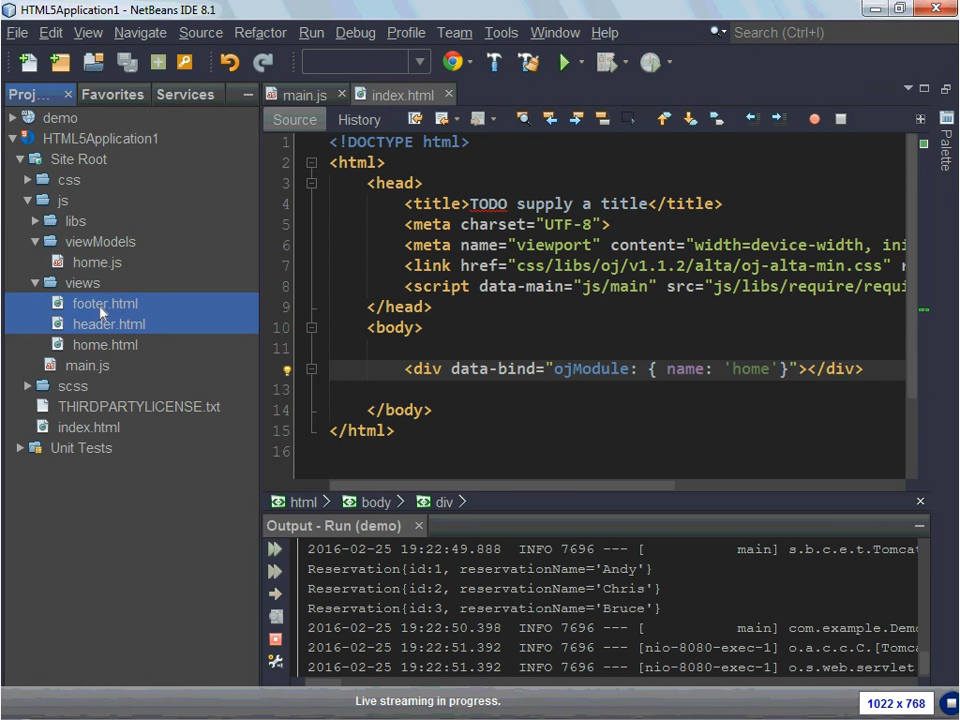 HTML5Application1 - NetBeans IDE 8.1
File Edit View Navigate Source Refactor Run Debug Profile Team Tools Window Help
Search (Ctrl+I)
Proj... Favorites Services
main.js index.html
Source History
demo
HTML5Application1
Site Root
css
js
libs
viewModels
home.js
views
footer.html
header.html
home.html
main.js
scss
THIRDPARTYLICENSE.txt
index.html
Unit Tests
1 <!DOCTYPE html>
2 <html>
3 <head>
4 <title>TODO supply a title</title>
5 <meta charset="UTF-8">
6 <meta name="viewport" content="width=device-width, ini
7 <link href="css/libs/oj/v1.1.2/alta/oj-alta-min.css" r
8 <script data-main="js/main" src="js/libs/require/requi
9 </head>
10 <body>
11
<div data-bind="ojModule: { name: 'home'}"></div>
13
14 </body>
15 </html>
16
Palette
html body div
Output - Run (demo)
2016-02-25 19:22:49.888 INFO 7696 --- [ main] s.b.c.e.t.Tomcat
Reservation{id:1, reservationName='Andy'}
Reservation{id:2, reservationName='Chris'}
Reservation{id:3, reservationName='Bruce'}
2016-02-25 19:22:50.398 INFO 7696 --- [ main] com.example.Demo
2016-02-25 19:22:51.392 INFO 7696 --- [nio-8080-exec-1] o.a.c.c.C.[Tomca
2016-02-25 19:22:51.392 INFO 7696 --- [nio-8080-exec-1] o.s.web.servlet
Live streaming in progress.
1022 x 768